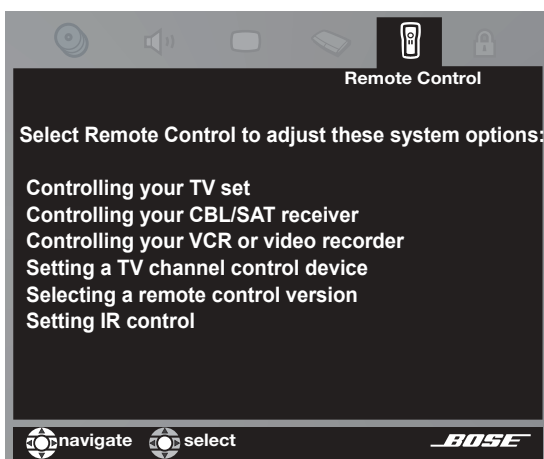 Remote Control
Select Remote Control to adjust these system options:
Controlling your TV set
Controlling your CBL/SAT receiver
Controlling your VCR or video recorder
Setting a TV channel control device
Selecting a remote control version
Setting IR control
navigate select BOSE